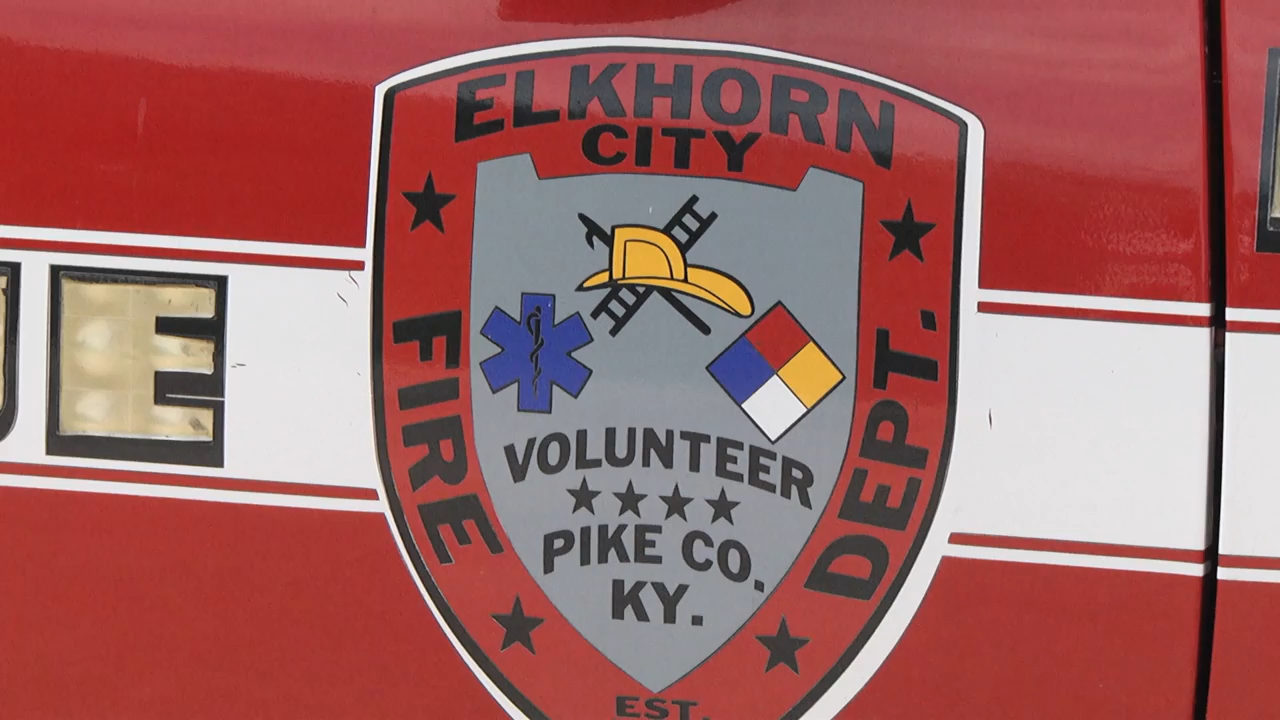 ELKHORN
CITY
FIRE
DEPT.
VOLUNTEER
PIKE CO.
KY.
EST.
E